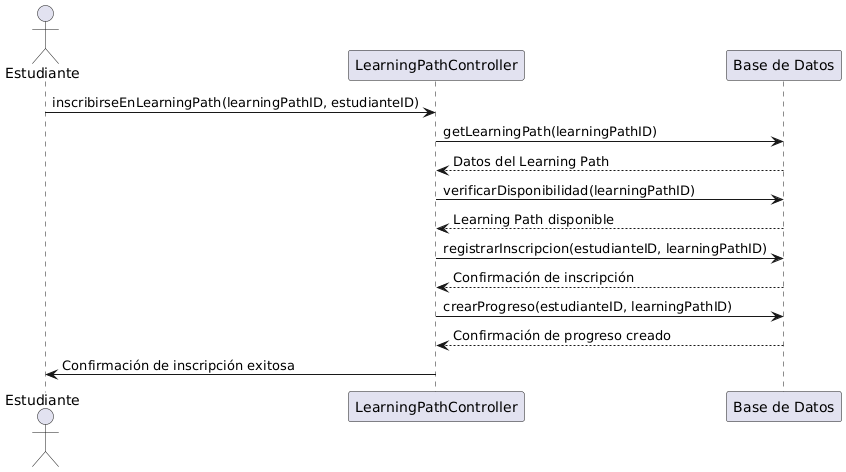 Estudiante
LearningPathController
Base de Datos
inscribirseEnLearningPath(learningPathID, estudianteID)
getLearningPath(learningPathID)
Datos del Learning Path
verificarDisponibilidad(learningPathID)
Learning Path disponible
registrarInscripcion(estudianteID, learningPathID)
Confirmación de inscripción
crearProgreso(estudianteID, learningPathID)
Confirmación de progreso creado
Confirmación de inscripción exitosa
Estudiante
LearningPathController
Base de Datos